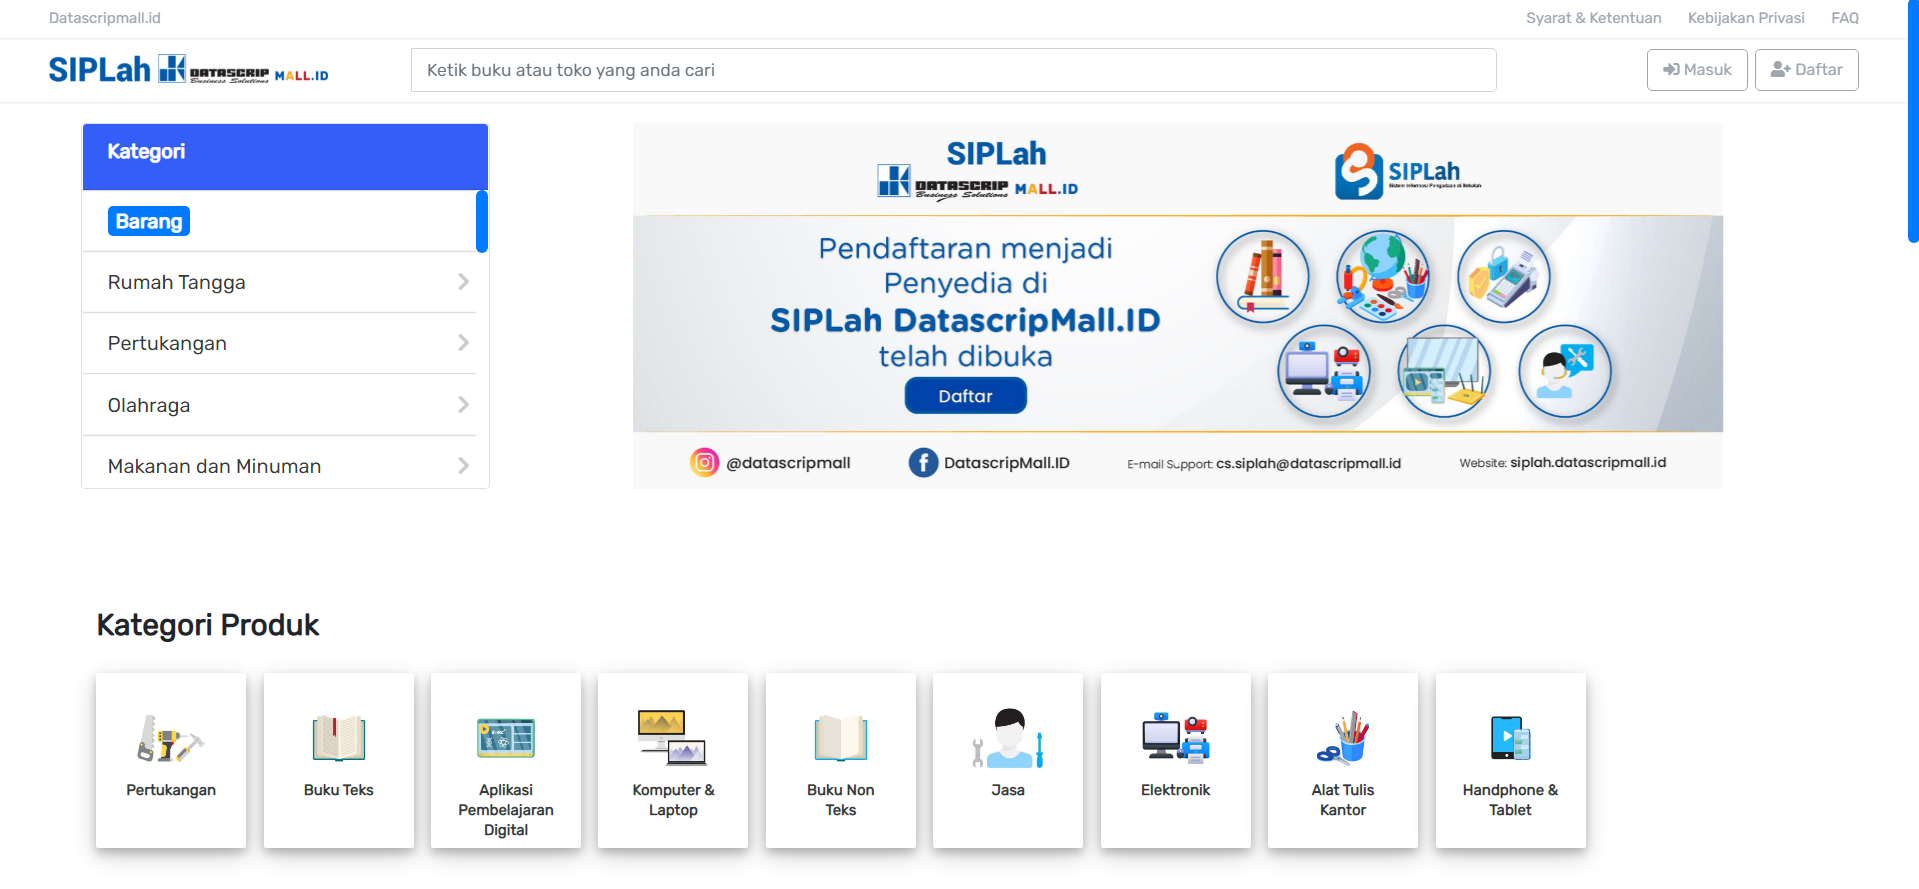 Datascripmall.id
Syarat & Ketentuan Kebijakan Privasi FAQ
SIPLah DATASCRIP Business Solutions MALL.ID
Ketik buku atau toko yang anda cari
Masuk Daftar
Kategori
Barang
Rumah Tangga
Pertukangan
Olahraga
Makanan dan Minuman
SIPLah
DATASCRIP Business Solutions MALL.ID
SIPLah
Sistem Informasi Pengadaan di Sekolah
Pendaftaran menjadi
Penyedia di
SIPLah DatascripMall.ID
telah dibuka
Daftar
@datascripmall DatascripMall.ID E-mail Support: cs.siplah@datascripmall.id Website: siplah.datascripmall.id
Kategori Produk
Pertukangan
Buku Teks
Aplikasi
Pembelajaran
Digital
Komputer &
Laptop
Buku Non
Teks
Jasa
Elektronik
Alat Tulis
Kantor
Handphone &
Tablet